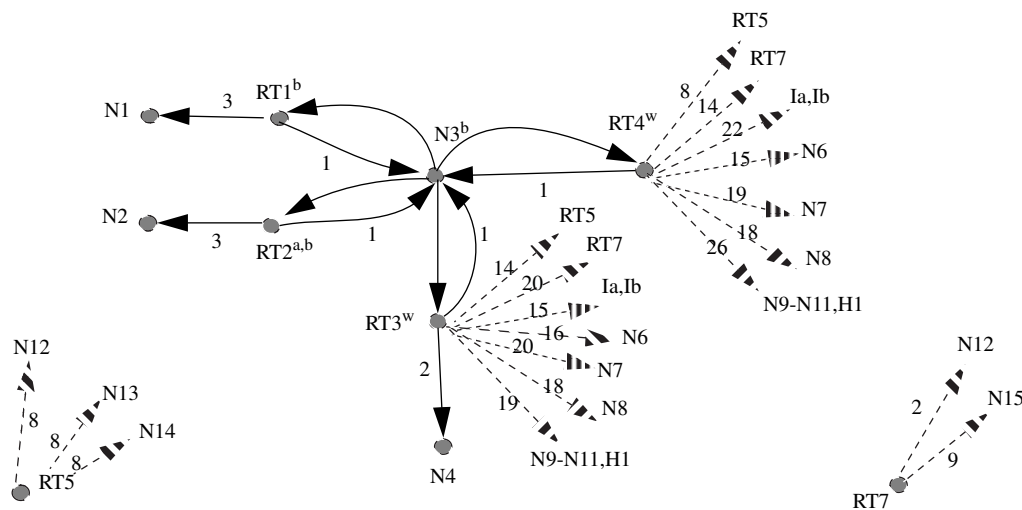 RT5
RT7
8
14
Ia,Ib
22
N1
3
RT1ᵇ
N3ᵇ
RT4ʷ
15
N6
1
1
19
N7
N2
3
RT2ᵃ,ᵇ
1
1
18
N8
26
N9-N11,H1
RT5
14
RT7
20
Ia,Ib
15
RT3ʷ
16
N6
20
N7
2
18
N8
19
N9-N11,H1
N4
N12
N13
8
8
N14
8
RT5
N12
2
N15
9
RT7